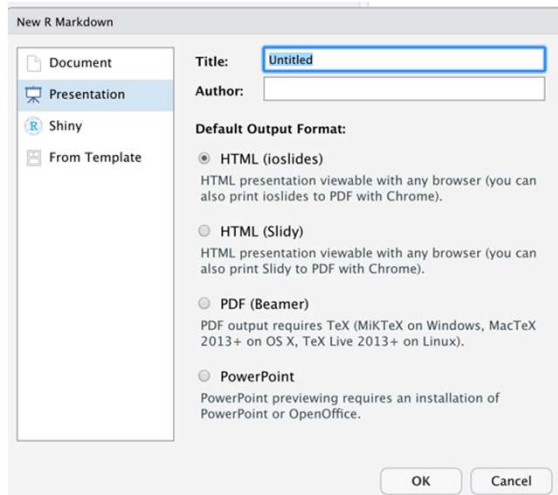 New R Markdown
Document
Presentation
R Shiny
From Template
Title: Untitled
Author:
Default Output Format:
HTML (ioslides)
HTML presentation viewable with any browser (you can
also print ioslides to PDF with Chrome).
HTML (Slidy)
HTML presentation viewable with any browser (you can
also print Slidy to PDF with Chrome).
PDF (Beamer)
PDF output requires TeX (MiKTeX on Windows, MacTeX
2013+ on OS X, TeX Live 2013+ on Linux).
PowerPoint
PowerPoint previewing requires an installation of
PowerPoint or OpenOffice.
OK Cancel